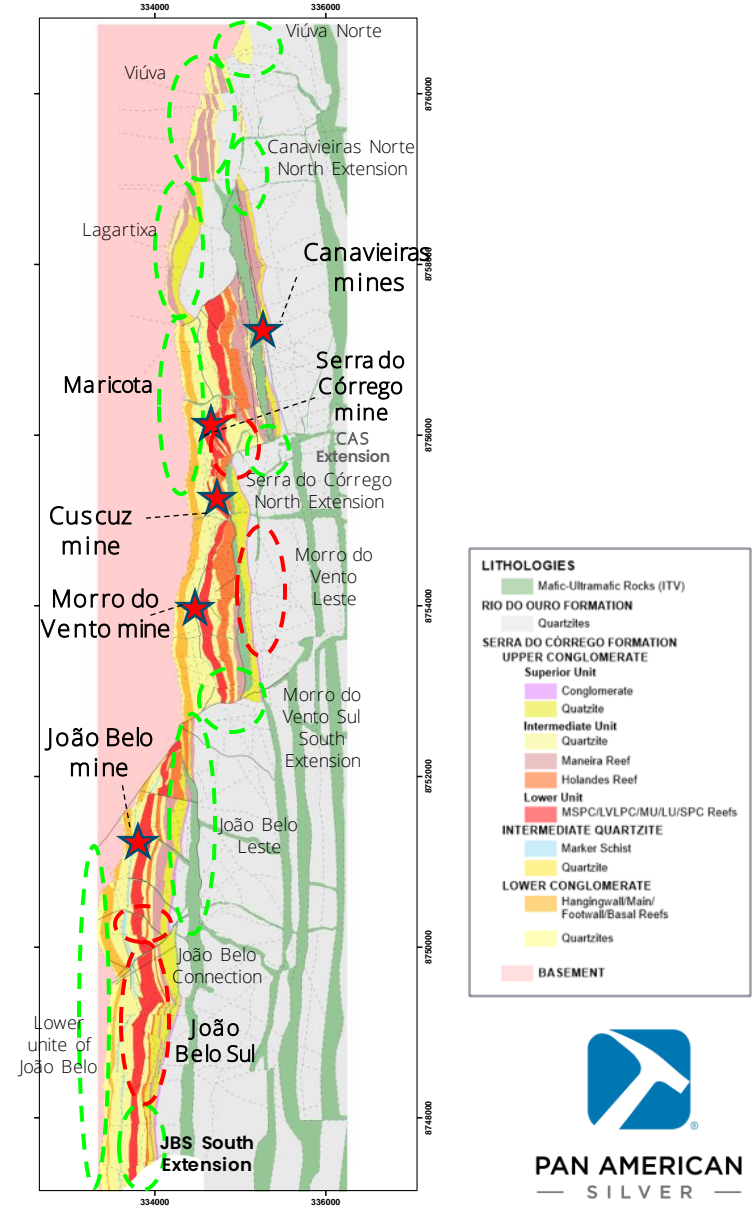 334000
336000
Viúva Norte
Viúva
8760000
Canavieiras Norte
North Extension
Lagartixa
Canavieiras
mines
8758000
Serra do
Córrego
mine
Maricota
8756000
CAS
Extension
Serra do Córrego
North Extension
Cuscuz
mine
Morro do
Vento
Leste
Morro do
Vento mine
8754000
Morro do
Vento Sul
South
Extension
João Belo
mine
8752000
João Belo
Leste
8750000
João Belo
Connection
Lower
unite of
João Belo
João
Belo Sul
8748000
JBS South
Extension
334000
336000
LITHOLOGIES
Mafic-Ultramafic Rocks (ITV)
RIO DO OURO FORMATION
Quartzites
SERRA DO CÓRREGO FORMATION
UPPER CONGLOMERATE
Superior Unit
Conglomerate
Quatzite
Intermediate Unit
Quartzite
Maneira Reef
Holandes Reef
Lower Unit
MSPC/LVLPC/MU/LU/SPC Reefs
INTERMEDIATE QUARTZITE
Marker Schist
Quartzite
LOWER CONGLOMERATE
Hangingwall/Main/
Footwall/Basal Reefs
Quartzites
BASEMENT
®
PAN AMERICAN
SILVER